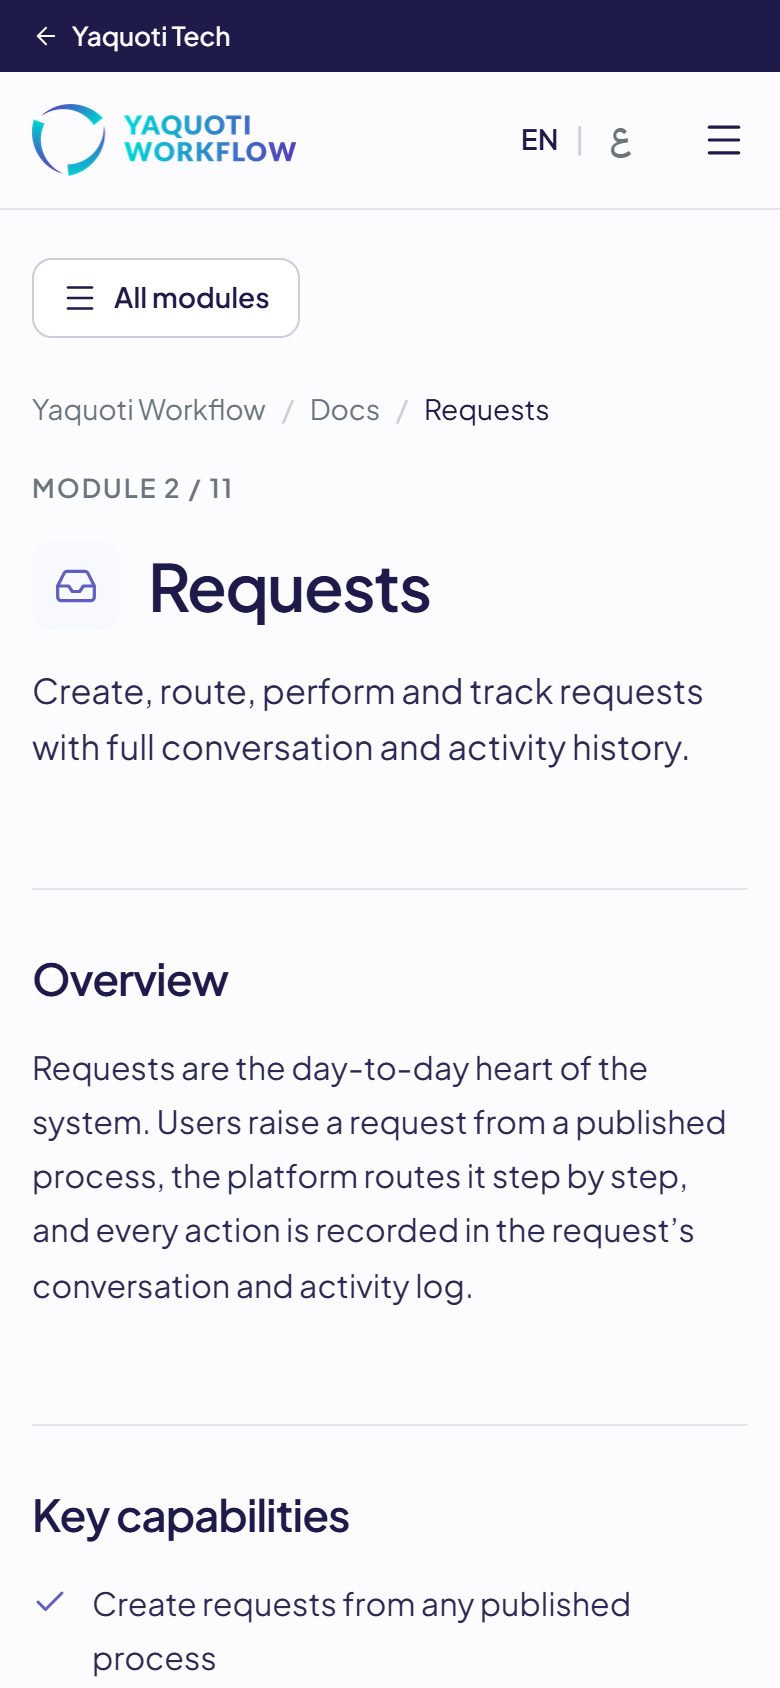 Yaquoti Tech
YAQUOTI
WORKFLOW
EN | ع
All modules
Yaquoti Workflow / Docs / Requests
MODULE 2 / 11
Requests
Create, route, perform and track requests
with full conversation and activity history.
Overview
Requests are the day-to-day heart of the
system. Users raise a request from a published
process, the platform routes it step by step,
and every action is recorded in the request’s
conversation and activity log.
Key capabilities
Create requests from any published
process